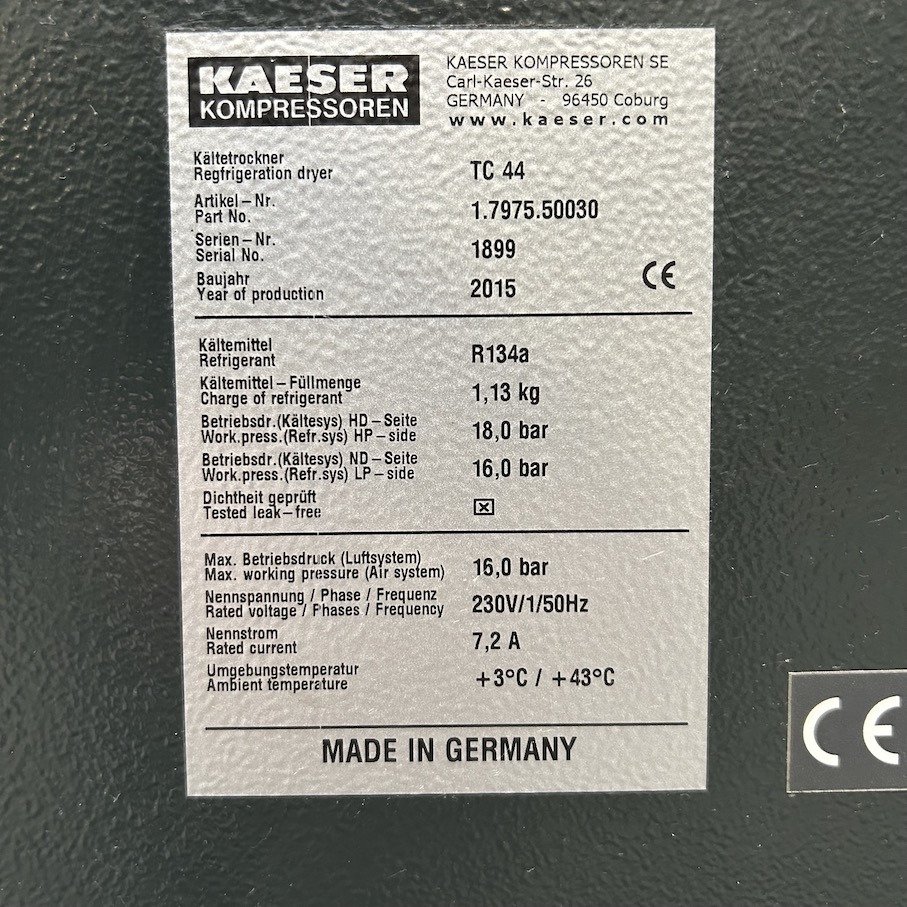 KAESER
KOMPRESSOREN
KAESER KOMPRESSOREN SE
Carl-Kaeser-Str. 26
GERMANY - 96450 Coburg
www.kaeser.com
Kältetrockner
Regfrigeration dryer
TC 44
Artikel–Nr.
Part No.
1.7975.50030
Serien–Nr.
Serial No.
1899
Baujahr
Year of production
2015
CE
Kältemittel
Refrigerant
R134a
Kältemittel–Füllmenge
Charge of refrigerant
1,13 kg
Betriebsdr.(Kältesys) HD–Seite
Work.press.(Refr.sys) HP–side
18,0 bar
Betriebsdr.(Kältesys) ND–Seite
Work.press.(Refr.sys) LP–side
16,0 bar
Dichtheit geprüft
Tested leak–free
☒
Max. Betriebsdruck (Luftsystem)
Max. working pressure (Air system)
16,0 bar
Nennspannung / Phase / Frequenz
Rated voltage / Phases / Frequency
230V/1/50Hz
Nennstrom
Rated current
7,2 A
Umgebungstemperatur
Ambient temperature
+3°C / +43°C
MADE IN GERMANY
CE